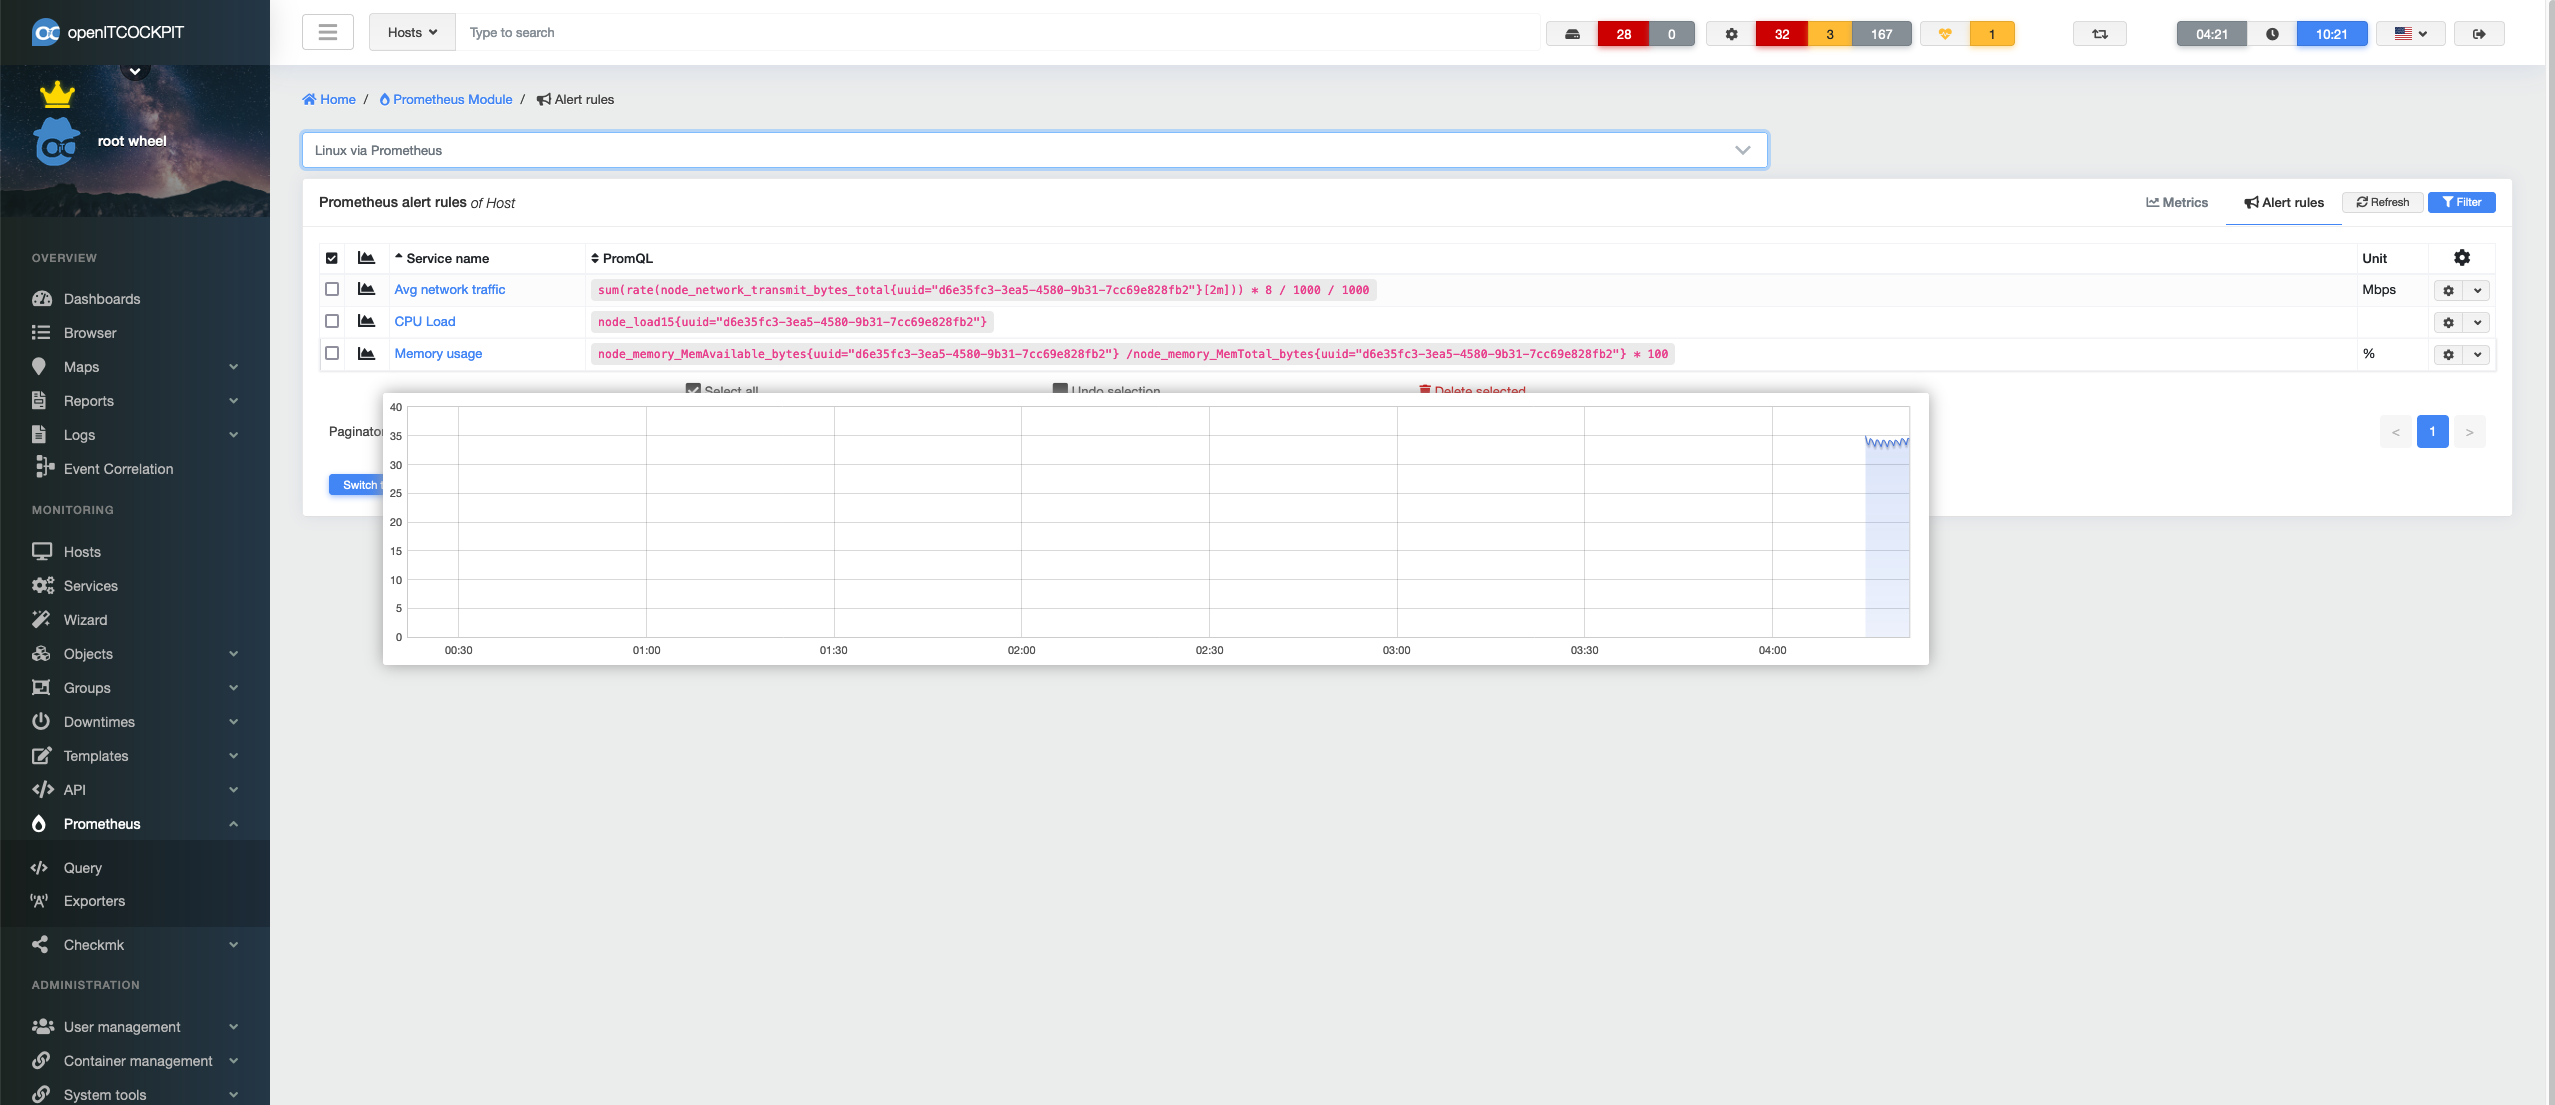 openITCOCKPIT
Hosts
Type to search
28
0
32
3
167
1
04:21
10:21
root wheel
Home / Prometheus Module / Alert rules
Linux via Prometheus
Prometheus alert rules of Host
Metrics
Alert rules
Refresh
Filter
Service name
PromQL
Unit
Avg network traffic
sum(rate(node_network_transmit_bytes_total{uuid="d6e35fc3-3ea5-4580-9b31-7cc69e828fb2"}[2m])) * 8 / 1000 / 1000
Mbps
CPU Load
node_load15{uuid="d6e35fc3-3ea5-4580-9b31-7cc69e828fb2"}
Memory usage
node_memory_MemAvailable_bytes{uuid="d6e35fc3-3ea5-4580-9b31-7cc69e828fb2"} /node_memory_MemTotal_bytes{uuid="d6e35fc3-3ea5-4580-9b31-7cc69e828fb2"} * 100
%
Select all
Undo selection
Delete selected
Paginato
<
1
>
Switch
40
35
30
25
20
15
10
5
0
00:30
01:00
01:30
02:00
02:30
03:00
03:30
04:00
OVERVIEW
Dashboards
Browser
Maps
Reports
Logs
Event Correlation
MONITORING
Hosts
Services
Wizard
Objects
Groups
Downtimes
Templates
API
Prometheus
Query
Exporters
Checkmk
ADMINISTRATION
User management
Container management
System tools